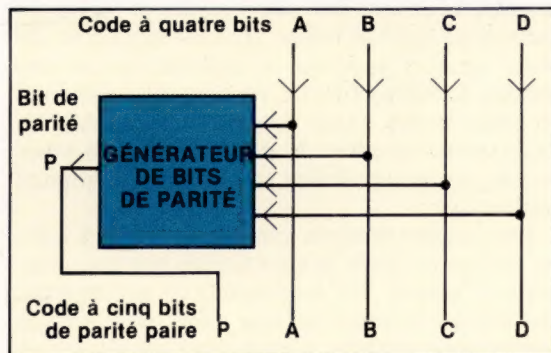 Code à quatre bits A B C D
Bit de
parité
P
GÉNÉRATEUR
DE BITS
DE PARITÉ
Code à cinq bits
de parité paire P A B C D